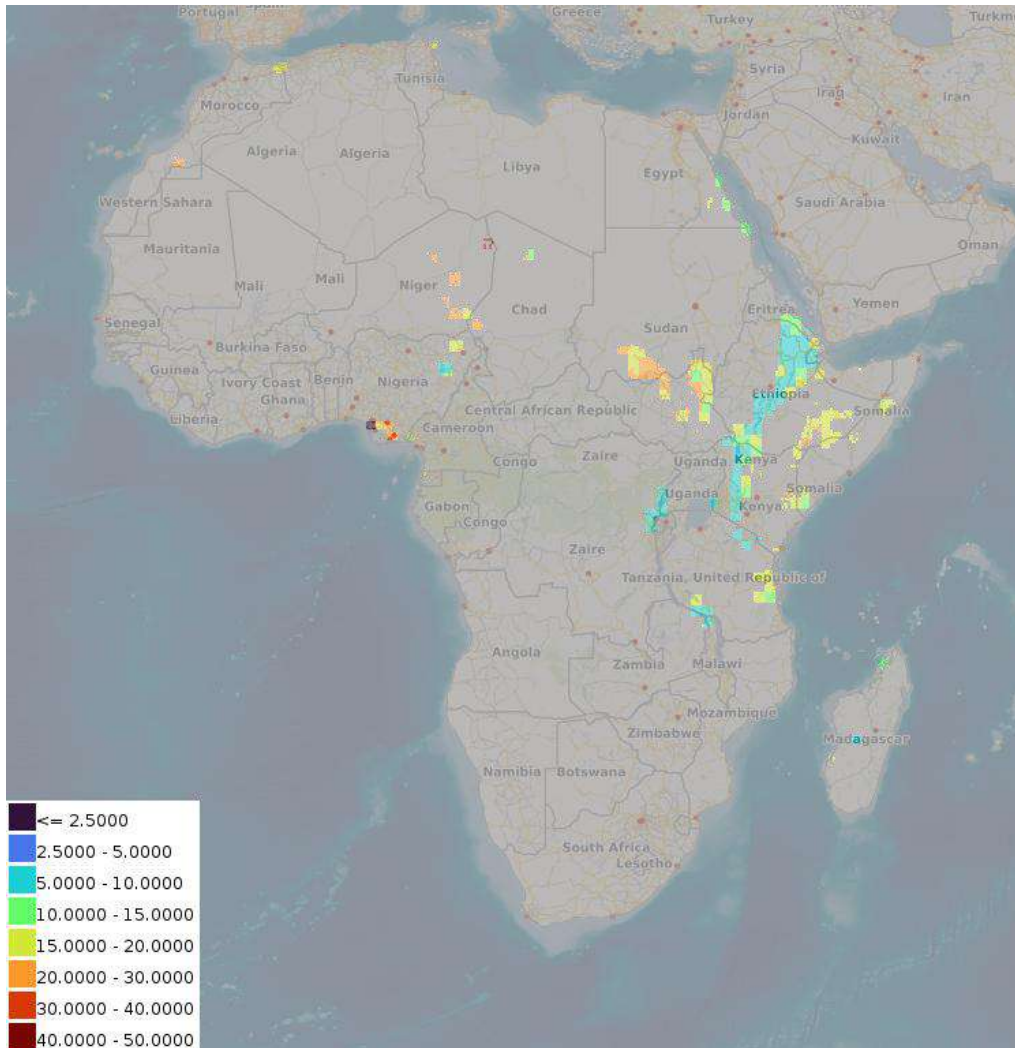 Portugal
Spain
Greece
Turkey
Turkm
Tunisia
Syria
Iraq
Iran
Morocco
Jordan
Kuwait
Algeria
Algeria
Libya
Egypt
Western Sahara
Saudi Arabia
Mauritania
Oman
Mali
Mali
Niger
Chad
Eritrea
Yemen
Senegal
Sudan
Burkina Faso
Guinea
Ivory Coast
Benin
Nigeria
Ethiopia
Ghana
Central African Republic
Somalia
Liberia
Cameroon
Congo
Zaire
Uganda
Kenya
Uganda
Somalia
Gabon
Kenya
Congo
Zaire
Tanzania, United Republic of
Angola
Zambia
Malawi
Mozambique
Zimbabwe
Madagascar
Namibia
Botswana
South Africa
Lesotho
<= 2.5000
2.5000 - 5.0000
5.0000 - 10.0000
10.0000 - 15.0000
15.0000 - 20.0000
20.0000 - 30.0000
30.0000 - 40.0000
40.0000 - 50.0000